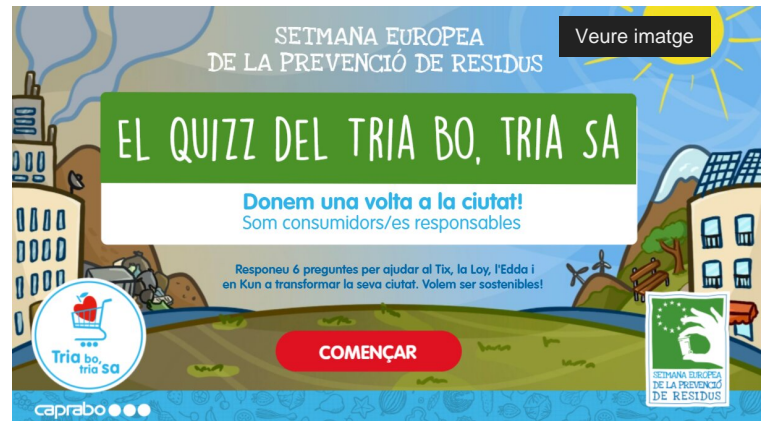 SETMANA EUROPEA
DE LA PREVENCIÓ DE RESIDUS
Veure imatge
EL QUIZZ DEL TRIA BO, TRIA SA
Donem una volta a la ciutat!
Som consumidors/es responsables
Responeu 6 preguntes per ajudar al Tix, la Loy, l'Edda i
en Kun a transformar la seva ciutat. Volem ser sostenibles!
COMENÇAR
Tria bo,
tria sa
SETMANA EUROPEA
DE LA PREVENCIÓ
DE RESIDUS
caprabo